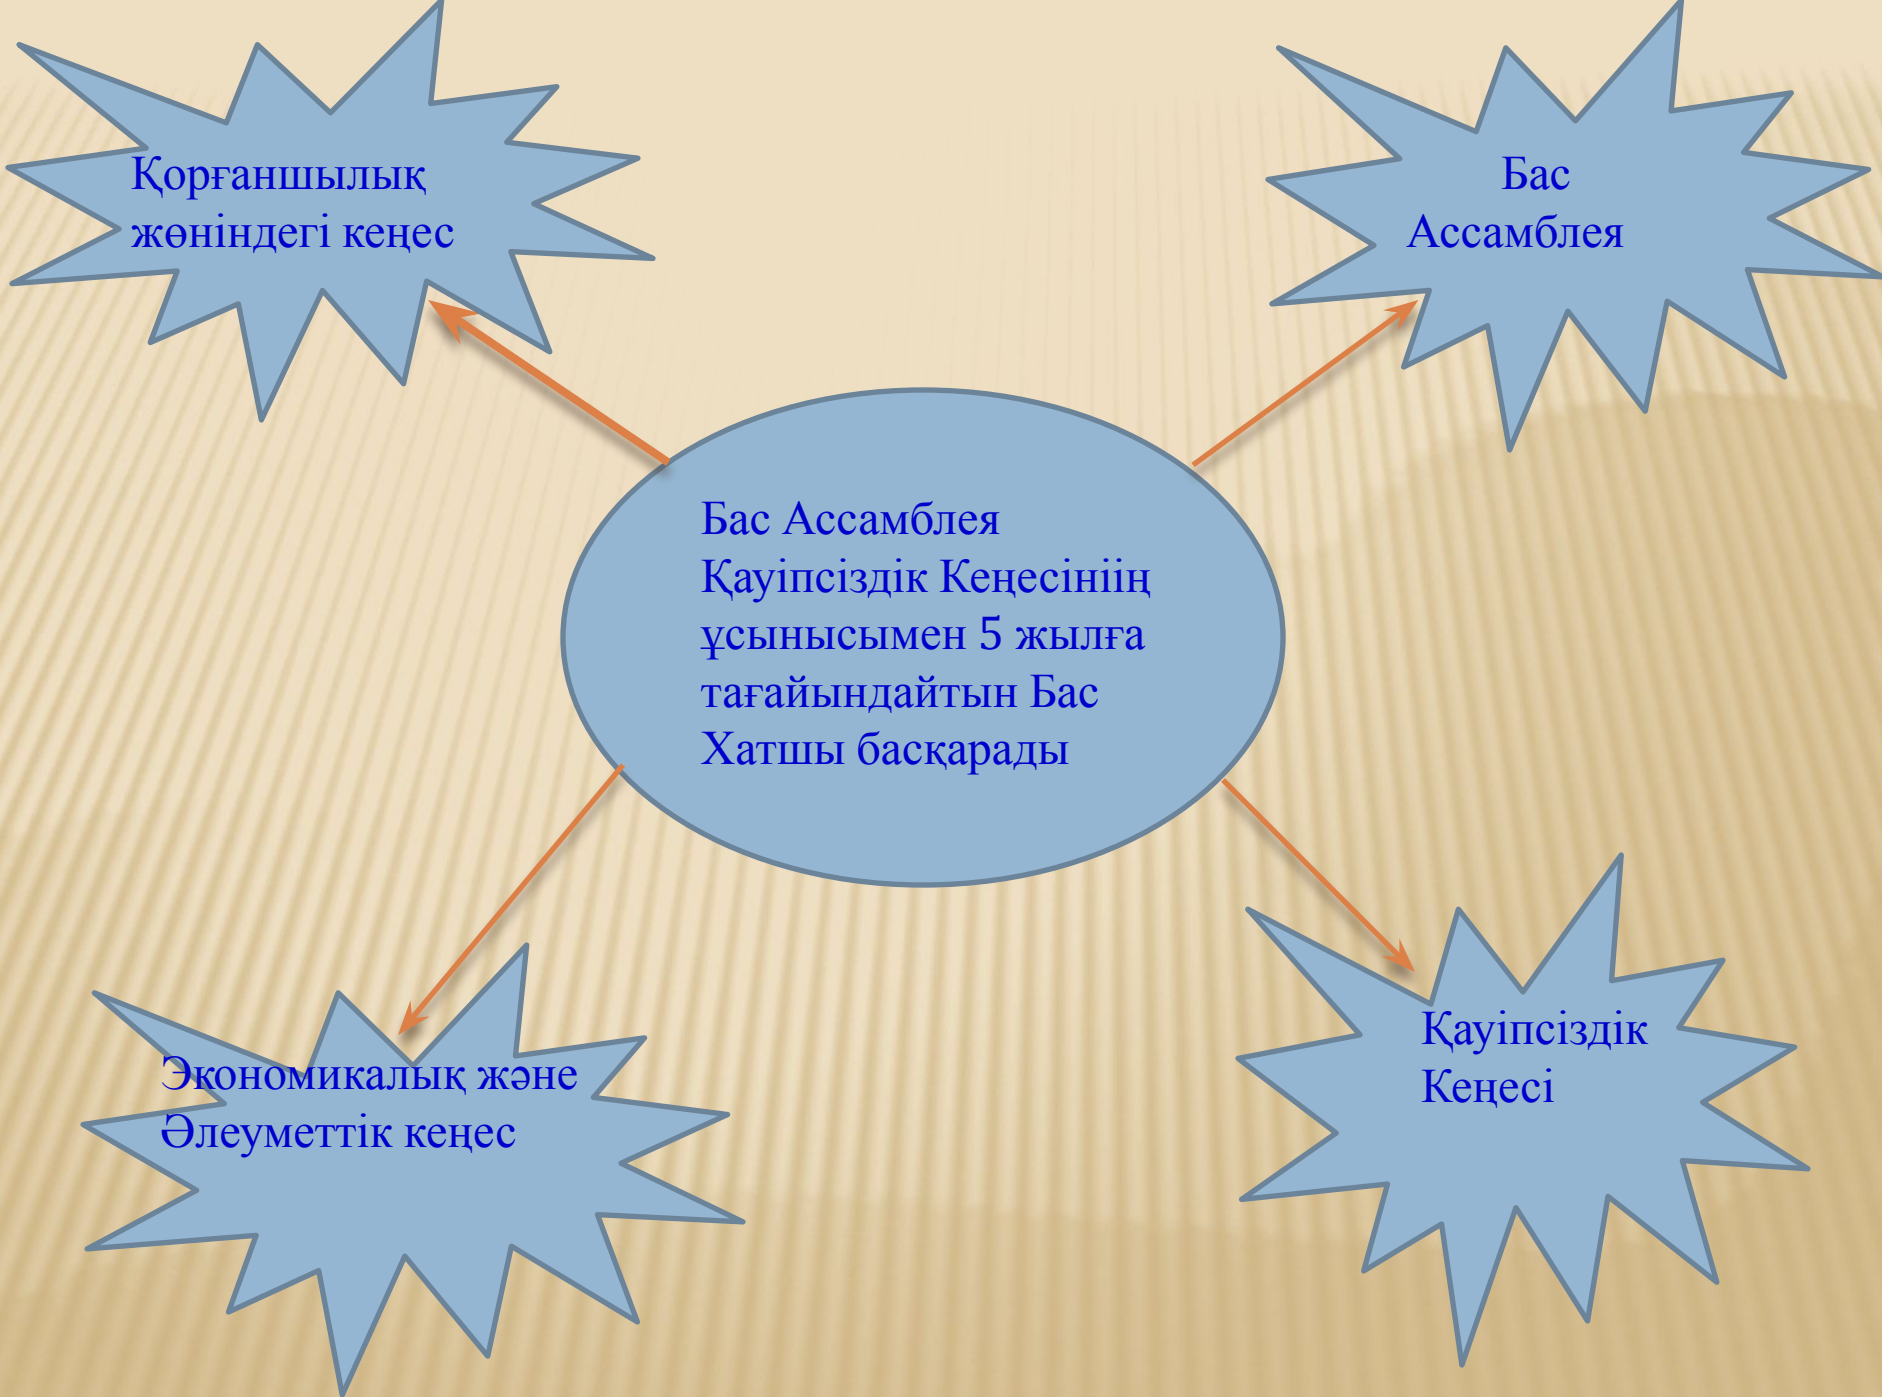 Қорғаншылық
жөніндегі кеңес
Бас
Ассамблея
Бас Ассамблея
Қауіпсіздік Кеңесініің
ұсынысымен 5 жылға
тағайындайтын Бас
Хатшы басқарады
Экономикалық және
Әлеуметтік кеңес
Қауіпсіздік
Кеңесі